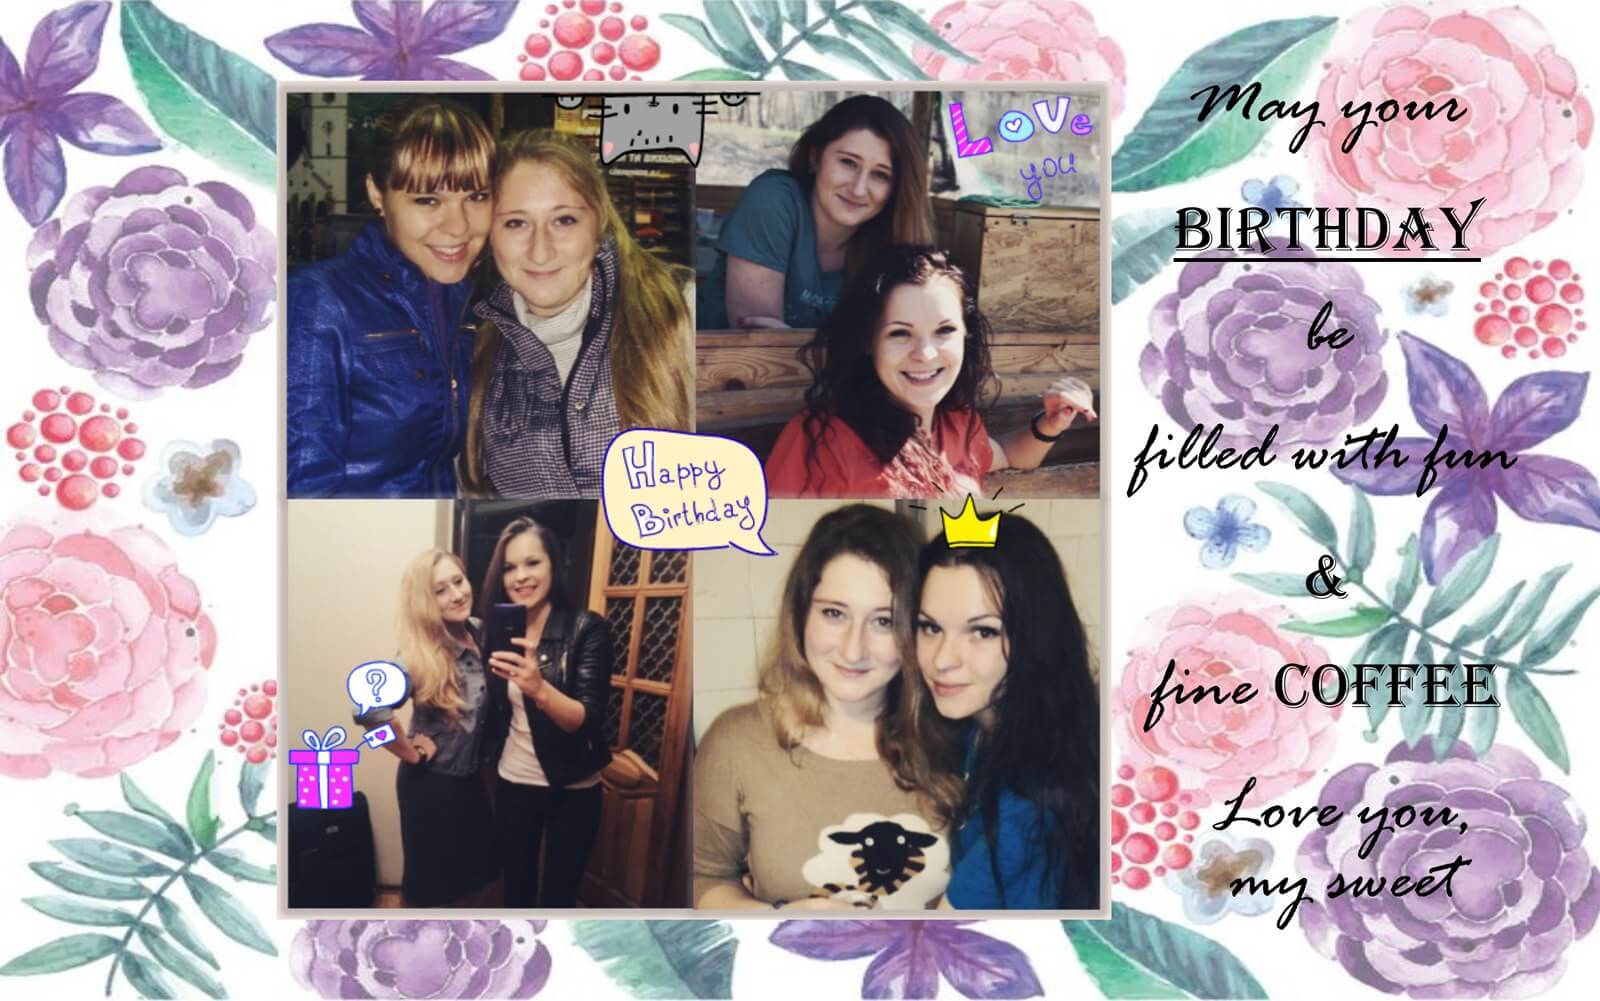 Love
you
Happy
Birthday
?
May your
BIRTHDAY
be
filled with fun
&
fine COFFEE
Love you,
my sweet